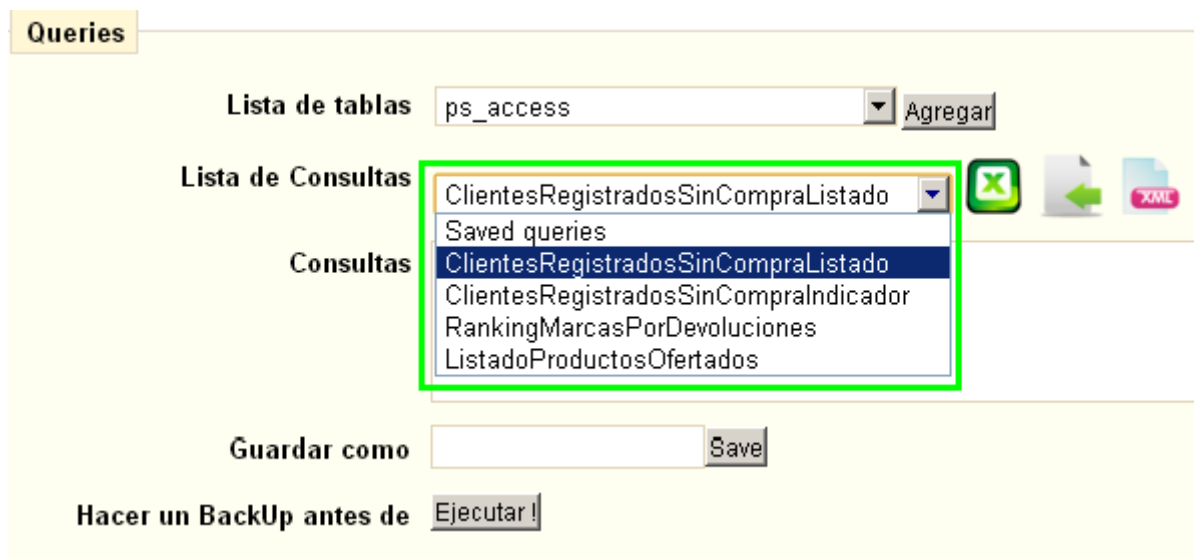 Queries
Lista de tablas ps_access Agregar
Lista de Consultas ClientesRegistradosSinCompraListado XML
Saved queries
Consultas ClientesRegistradosSinCompraListado
ClientesRegistradosSinCompraIndicador
RankingMarcasPorDevoluciones
ListadoProductosOfertados
Guardar como Save
Hacer un BackUp antes de Ejecutar!